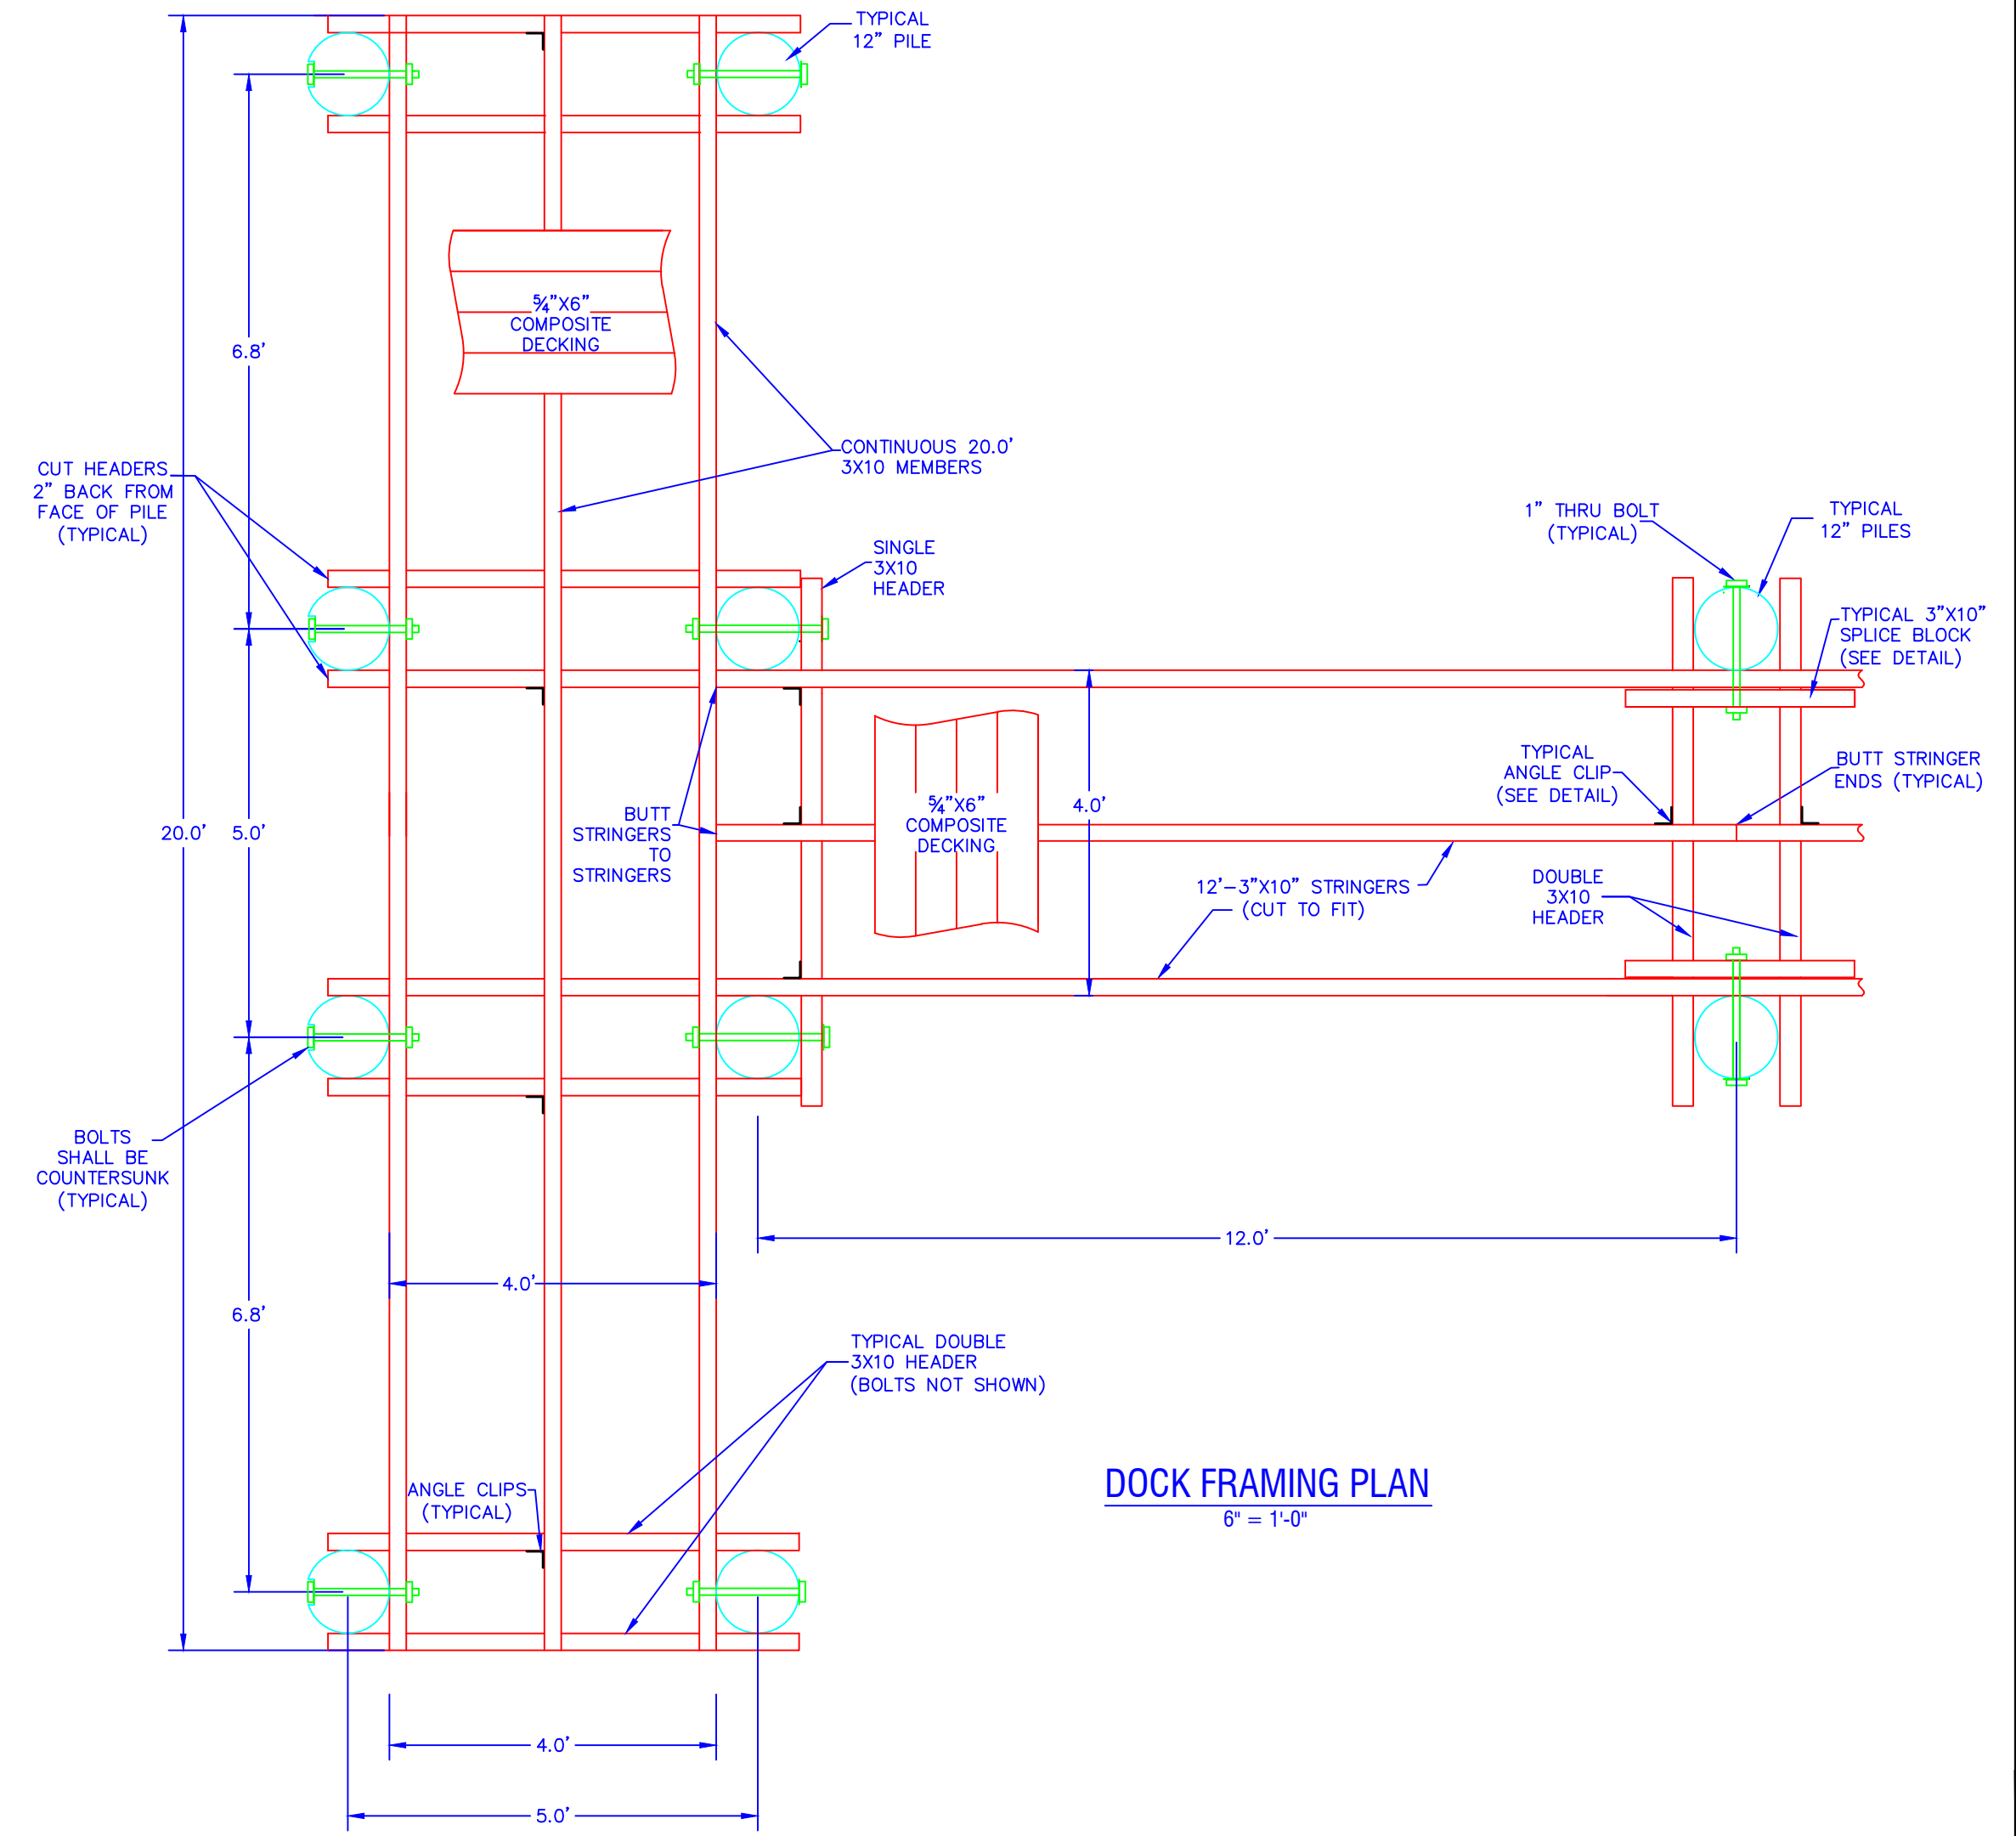 TYPICAL
12" PILE
6.8'
⁵⁄₄"X6"
COMPOSITE
DECKING
CONTINUOUS 20.0'
3X10 MEMBERS
CUT HEADERS
2" BACK FROM
FACE OF PILE
(TYPICAL)
SINGLE
3X10
HEADER
1" THRU BOLT
(TYPICAL)
TYPICAL
12" PILES
TYPICAL 3"X10"
SPLICE BLOCK
(SEE DETAIL)
TYPICAL
ANGLE CLIP
(SEE DETAIL)
BUTT STRINGER
ENDS (TYPICAL)
20.0'
5.0'
BUTT
STRINGERS
TO
STRINGERS
⁵⁄₄"X6"
COMPOSITE
DECKING
4.0'
12'-3"X10" STRINGERS
(CUT TO FIT)
DOUBLE
3X10
HEADER
BOLTS
SHALL BE
COUNTERSUNK
(TYPICAL)
12.0'
4.0'
6.8'
TYPICAL DOUBLE
3X10 HEADER
(BOLTS NOT SHOWN)
ANGLE CLIPS
(TYPICAL)
DOCK FRAMING PLAN
6" = 1'-0"
4.0'
5.0'